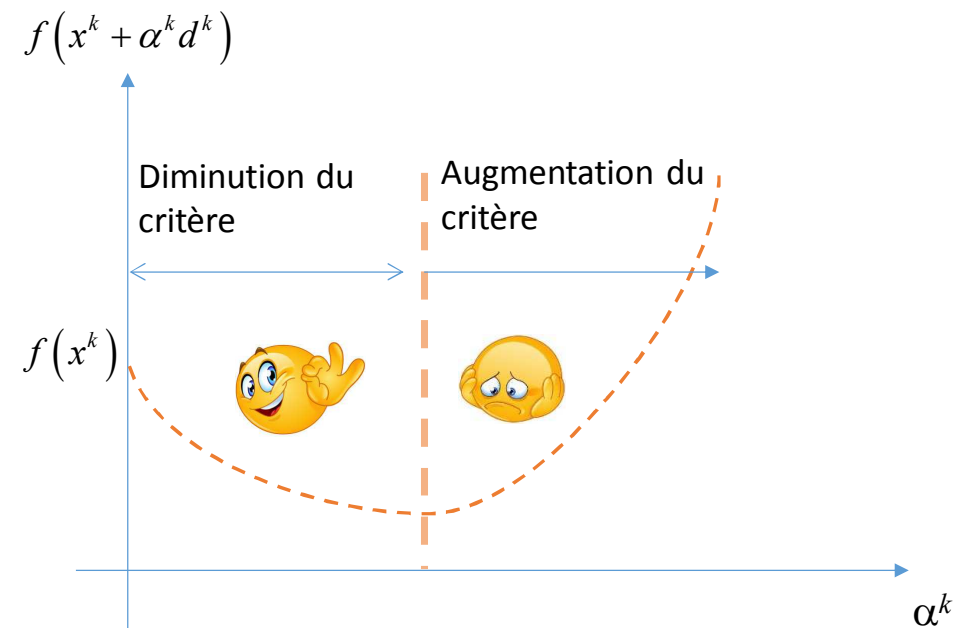 f(x^k + α^k d^k)
Diminution du
critère
Augmentation du
critère
f(x^k)
α^k